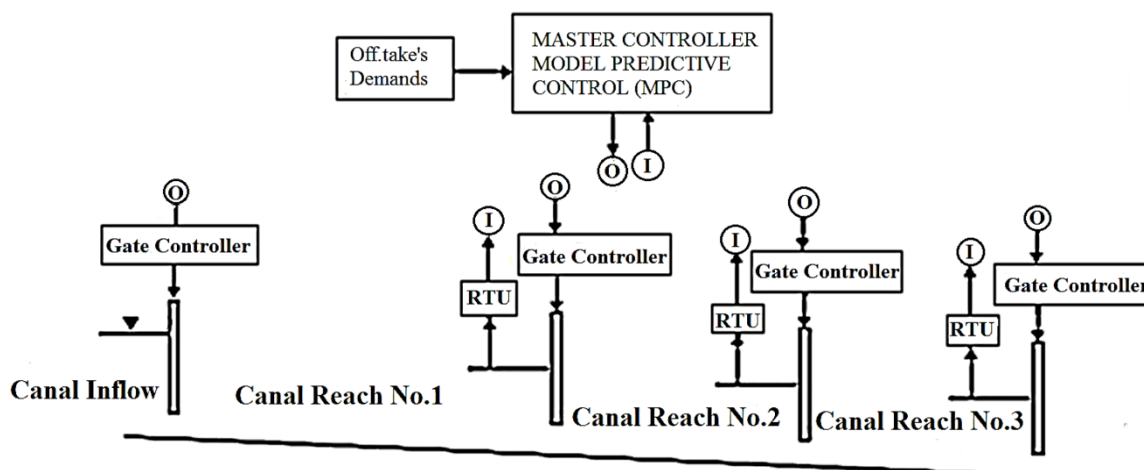 Off.take's
Demands
MASTER CONTROLLER
MODEL PREDICTIVE
CONTROL (MPC)
O
I
O
Gate Controller
Canal Inflow
Canal Reach No.1
I
RTU
O
Gate Controller
Canal Reach No.2
I
RTU
O
Gate Controller
Canal Reach No.3
I
RTU
O
Gate Controller